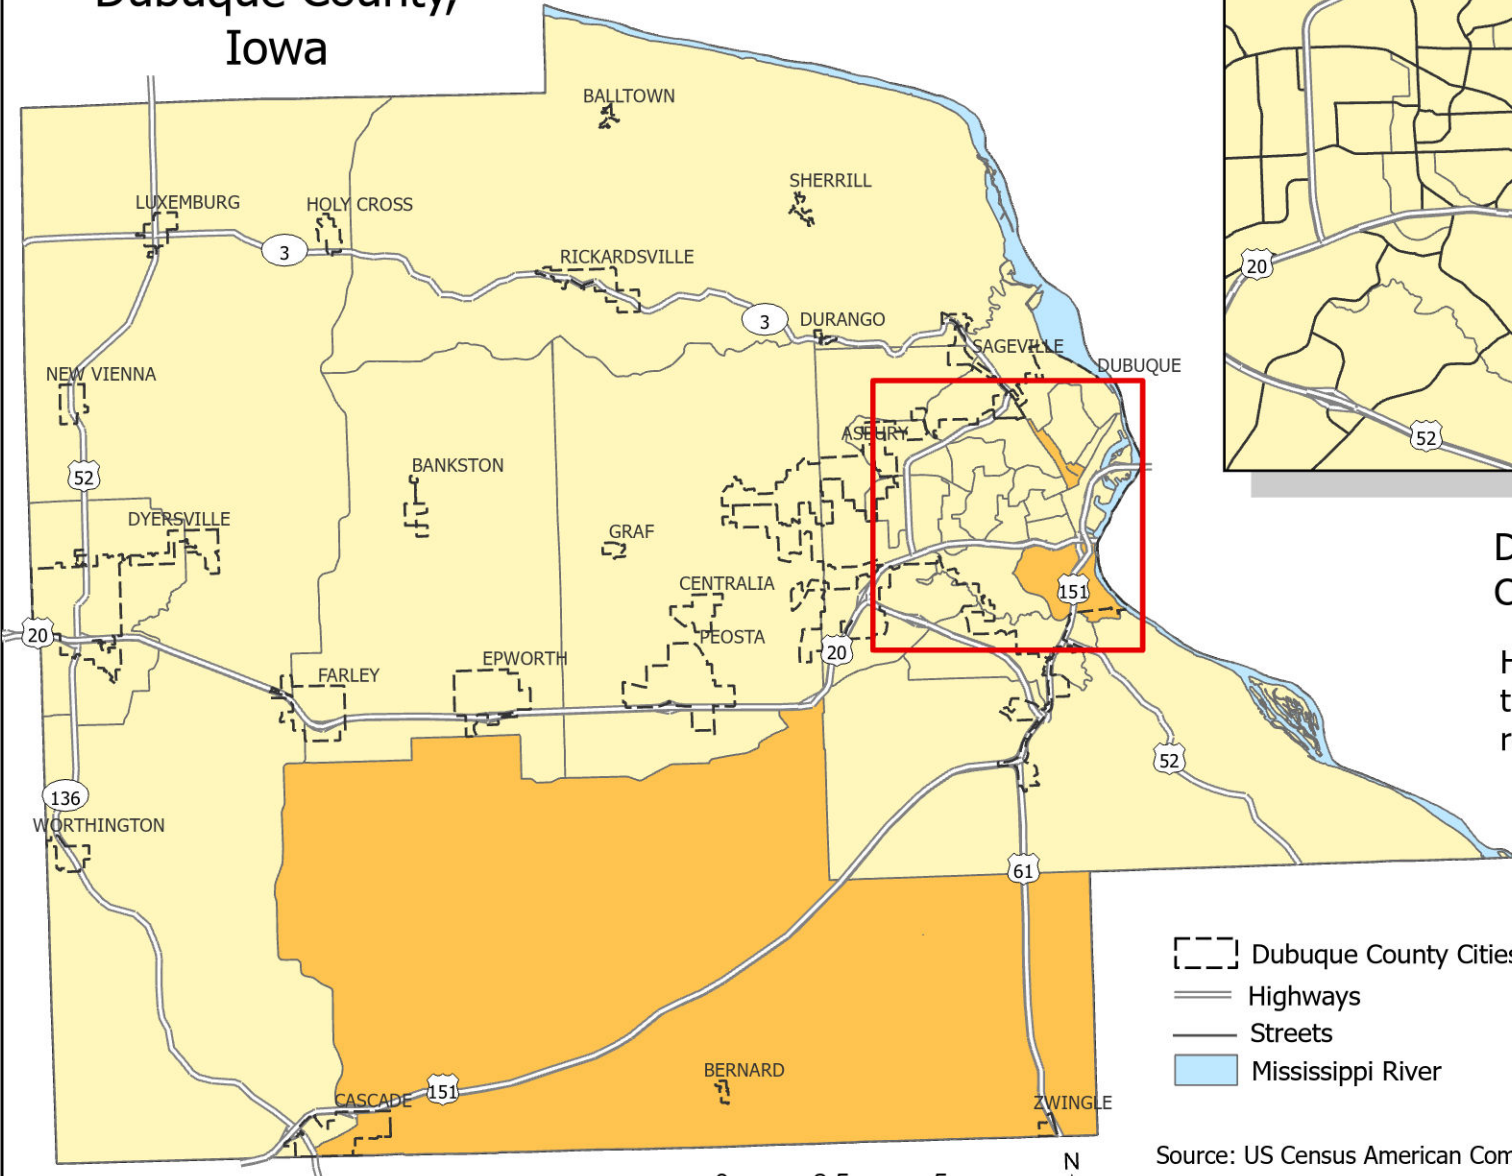 Dubuque County,
Iowa
BALLTOWN
SHERRILL
LUXEMBURG
HOLY CROSS
3
RICKARDSVILLE
3
DURANGO
SAGEVILLE
DUBUQUE
NEW VIENNA
ASBURY
52
BANKSTON
DYERSVILLE
GRAF
CENTRALIA
151
20
PEOSTA
20
EPWORTH
FARLEY
52
136
WORTHINGTON
61
BERNARD
151
CASCADE
ZWINGLE
N
20
52
Dubuque County Cities
Highways
Streets
Mississippi River
Source: US Census American